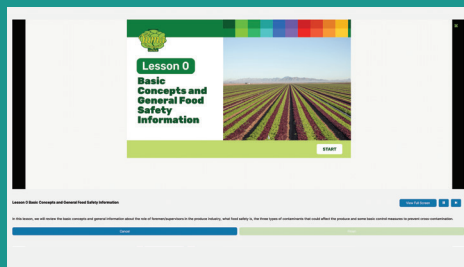 Lesson 0
Basic
Concepts and
General Food
Safety
Information
START
Lesson 0 Basic Concepts and General Food Safety Information
View Full Screen
In this lesson, we will review the basic concepts and general information about the role of foremen/supervisors in the produce industry, what food safety is, the three types of contaminants that could affect the produce and some basic control measures to prevent cross-contamination.
Cancel